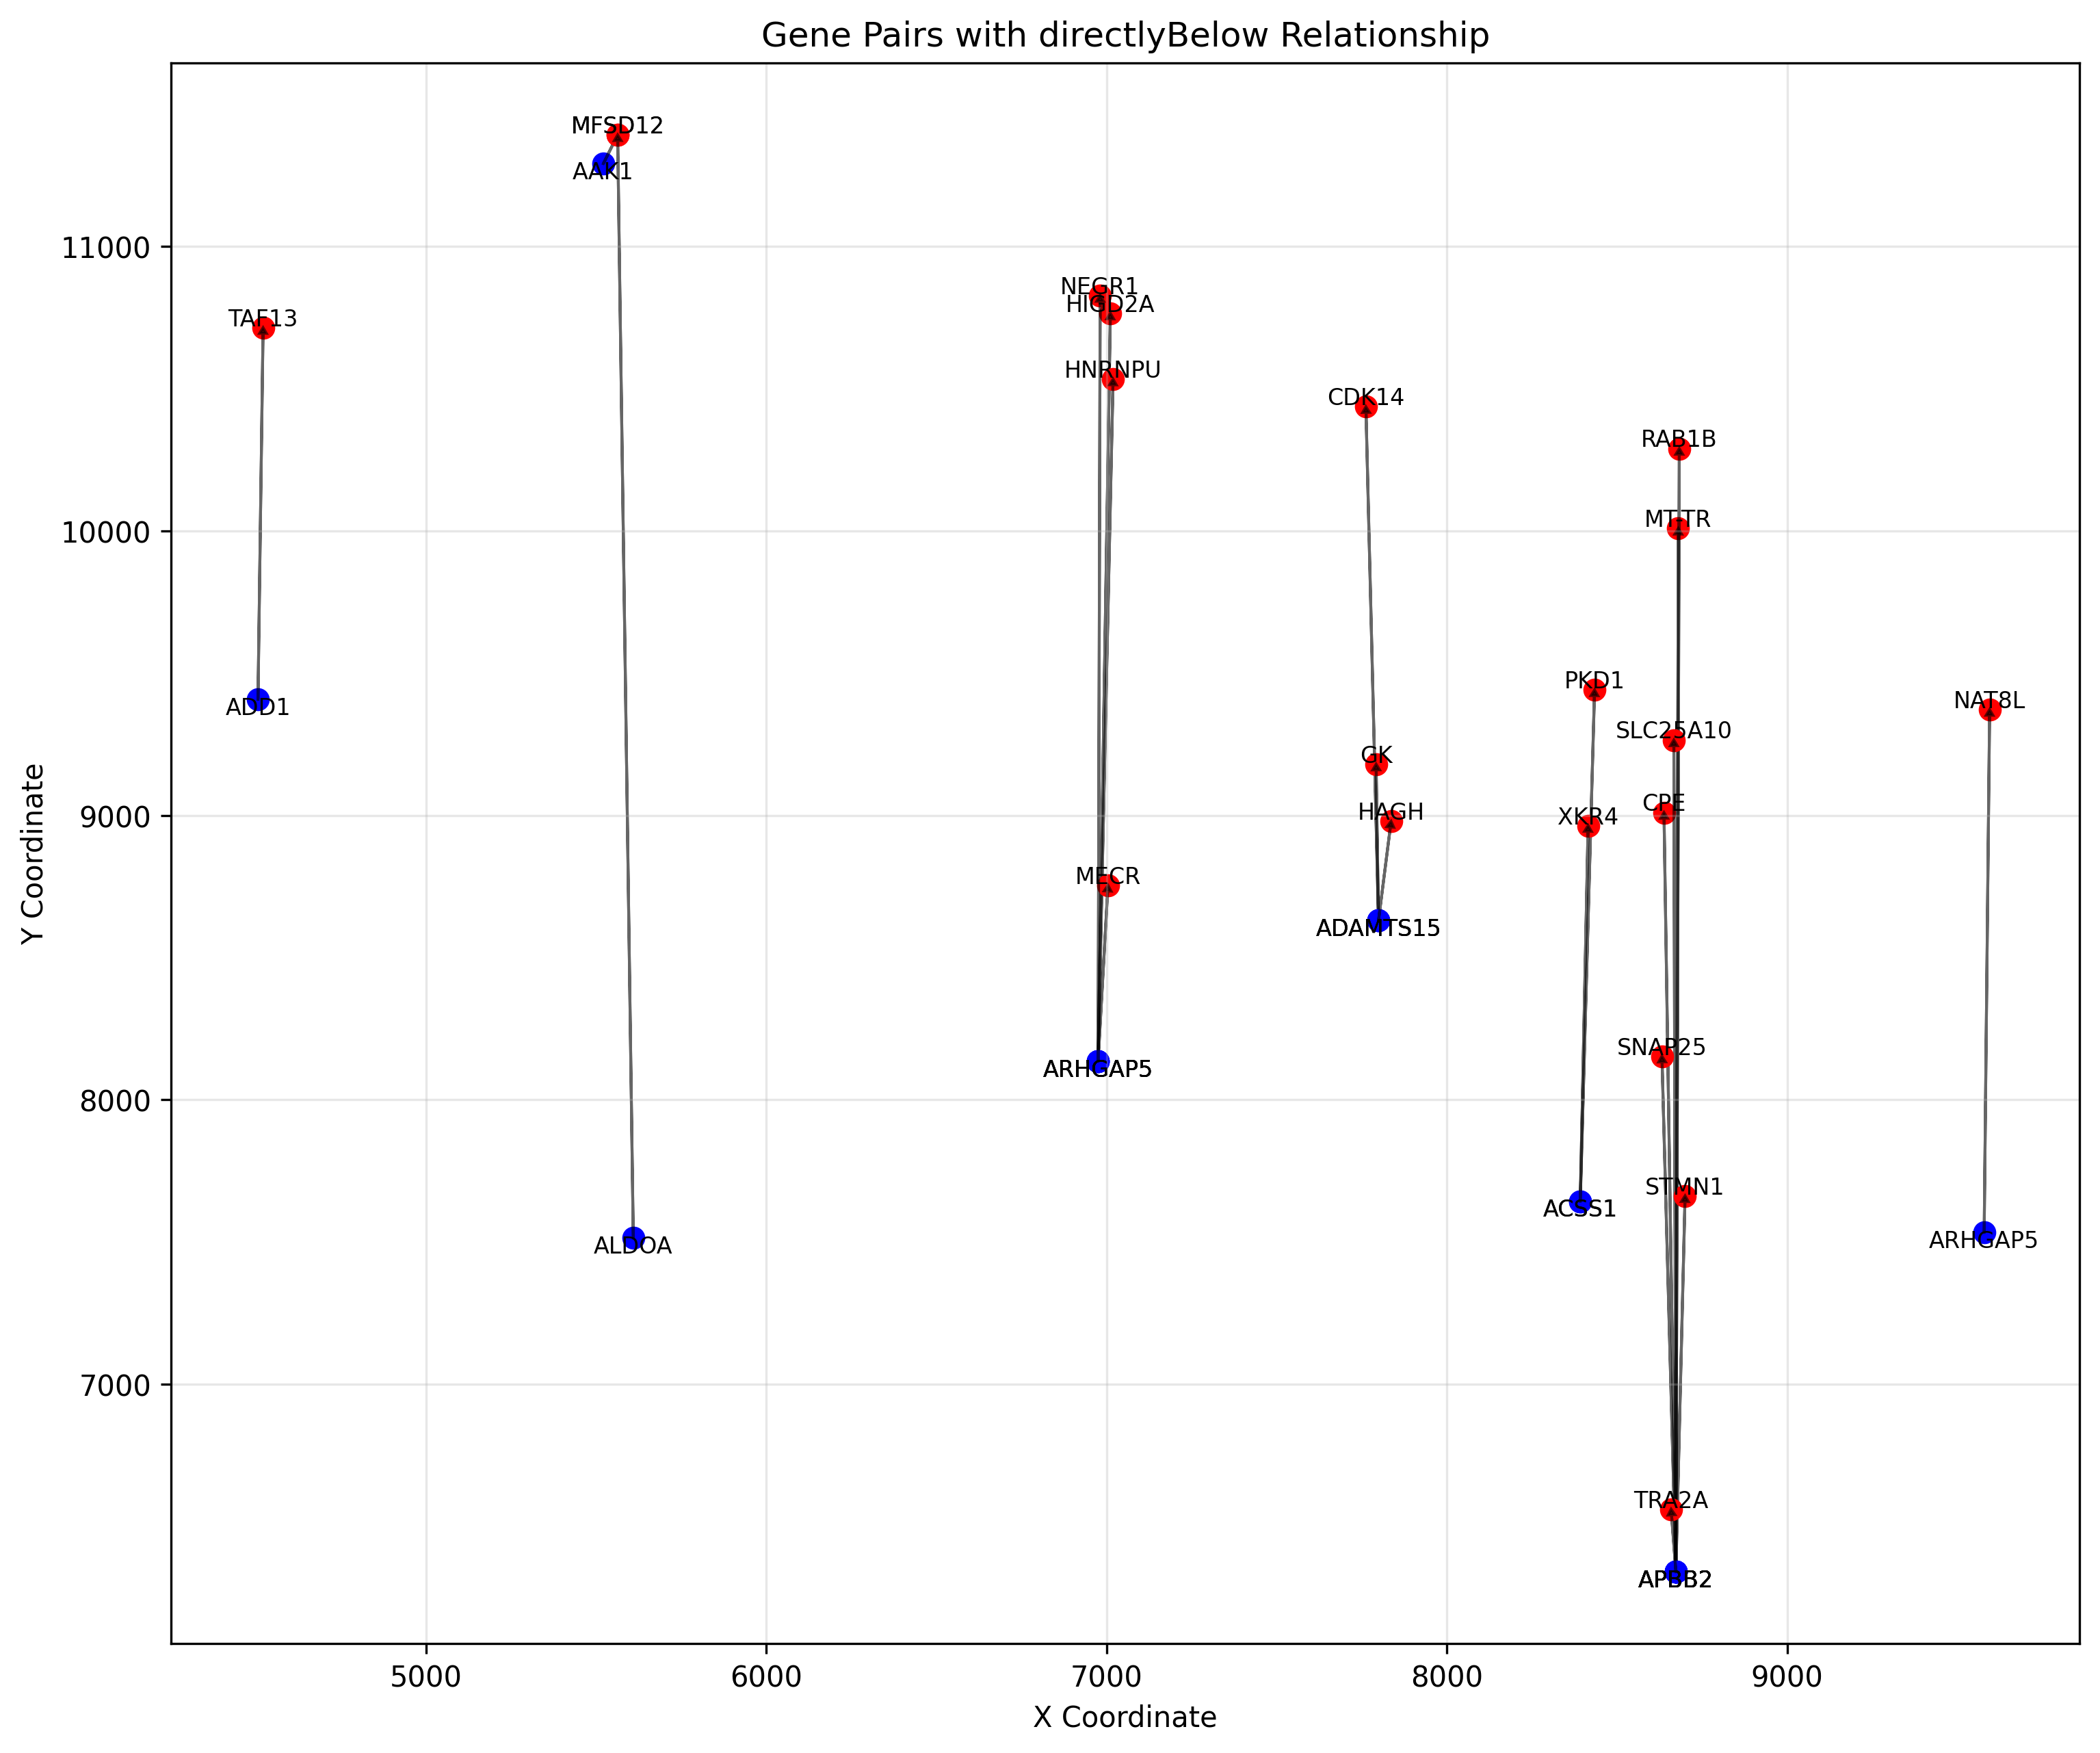 Gene Pairs with directlyBelow Relationship
MFSD12
AAK1
11000
NEGR1
HIGD2A
TAF13
HNRNPU
CDK14
RAB1B
10000
MTTR
PKD1
NAT8L
ADD1
SLC25A10
GK
9000
CPE
HAGH
XKR4
MECR
ADAMTS15
8000
SNAP25
ARHGAP5
STMN1
ACSS1
ARHGAP5
ALDOA
7000
TRA2A
APBB2
5000
6000
7000
8000
9000
X Coordinate
Y Coordinate